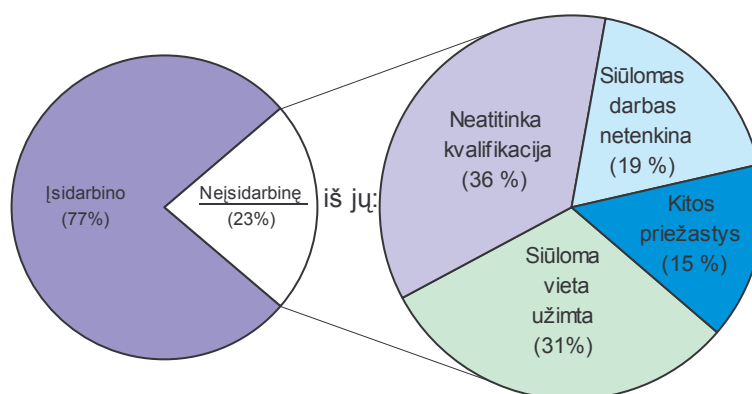 Įsidarbino
(77%)
Neįsidarbinę
(23%)
iš jų:
Neatitinka
kvalifikacija
(36 %)
Siūlomas
darbas
netenkina
(19 %)
Kitos
priežastys
(15 %)
Siūloma
vieta
užimta
(31%)